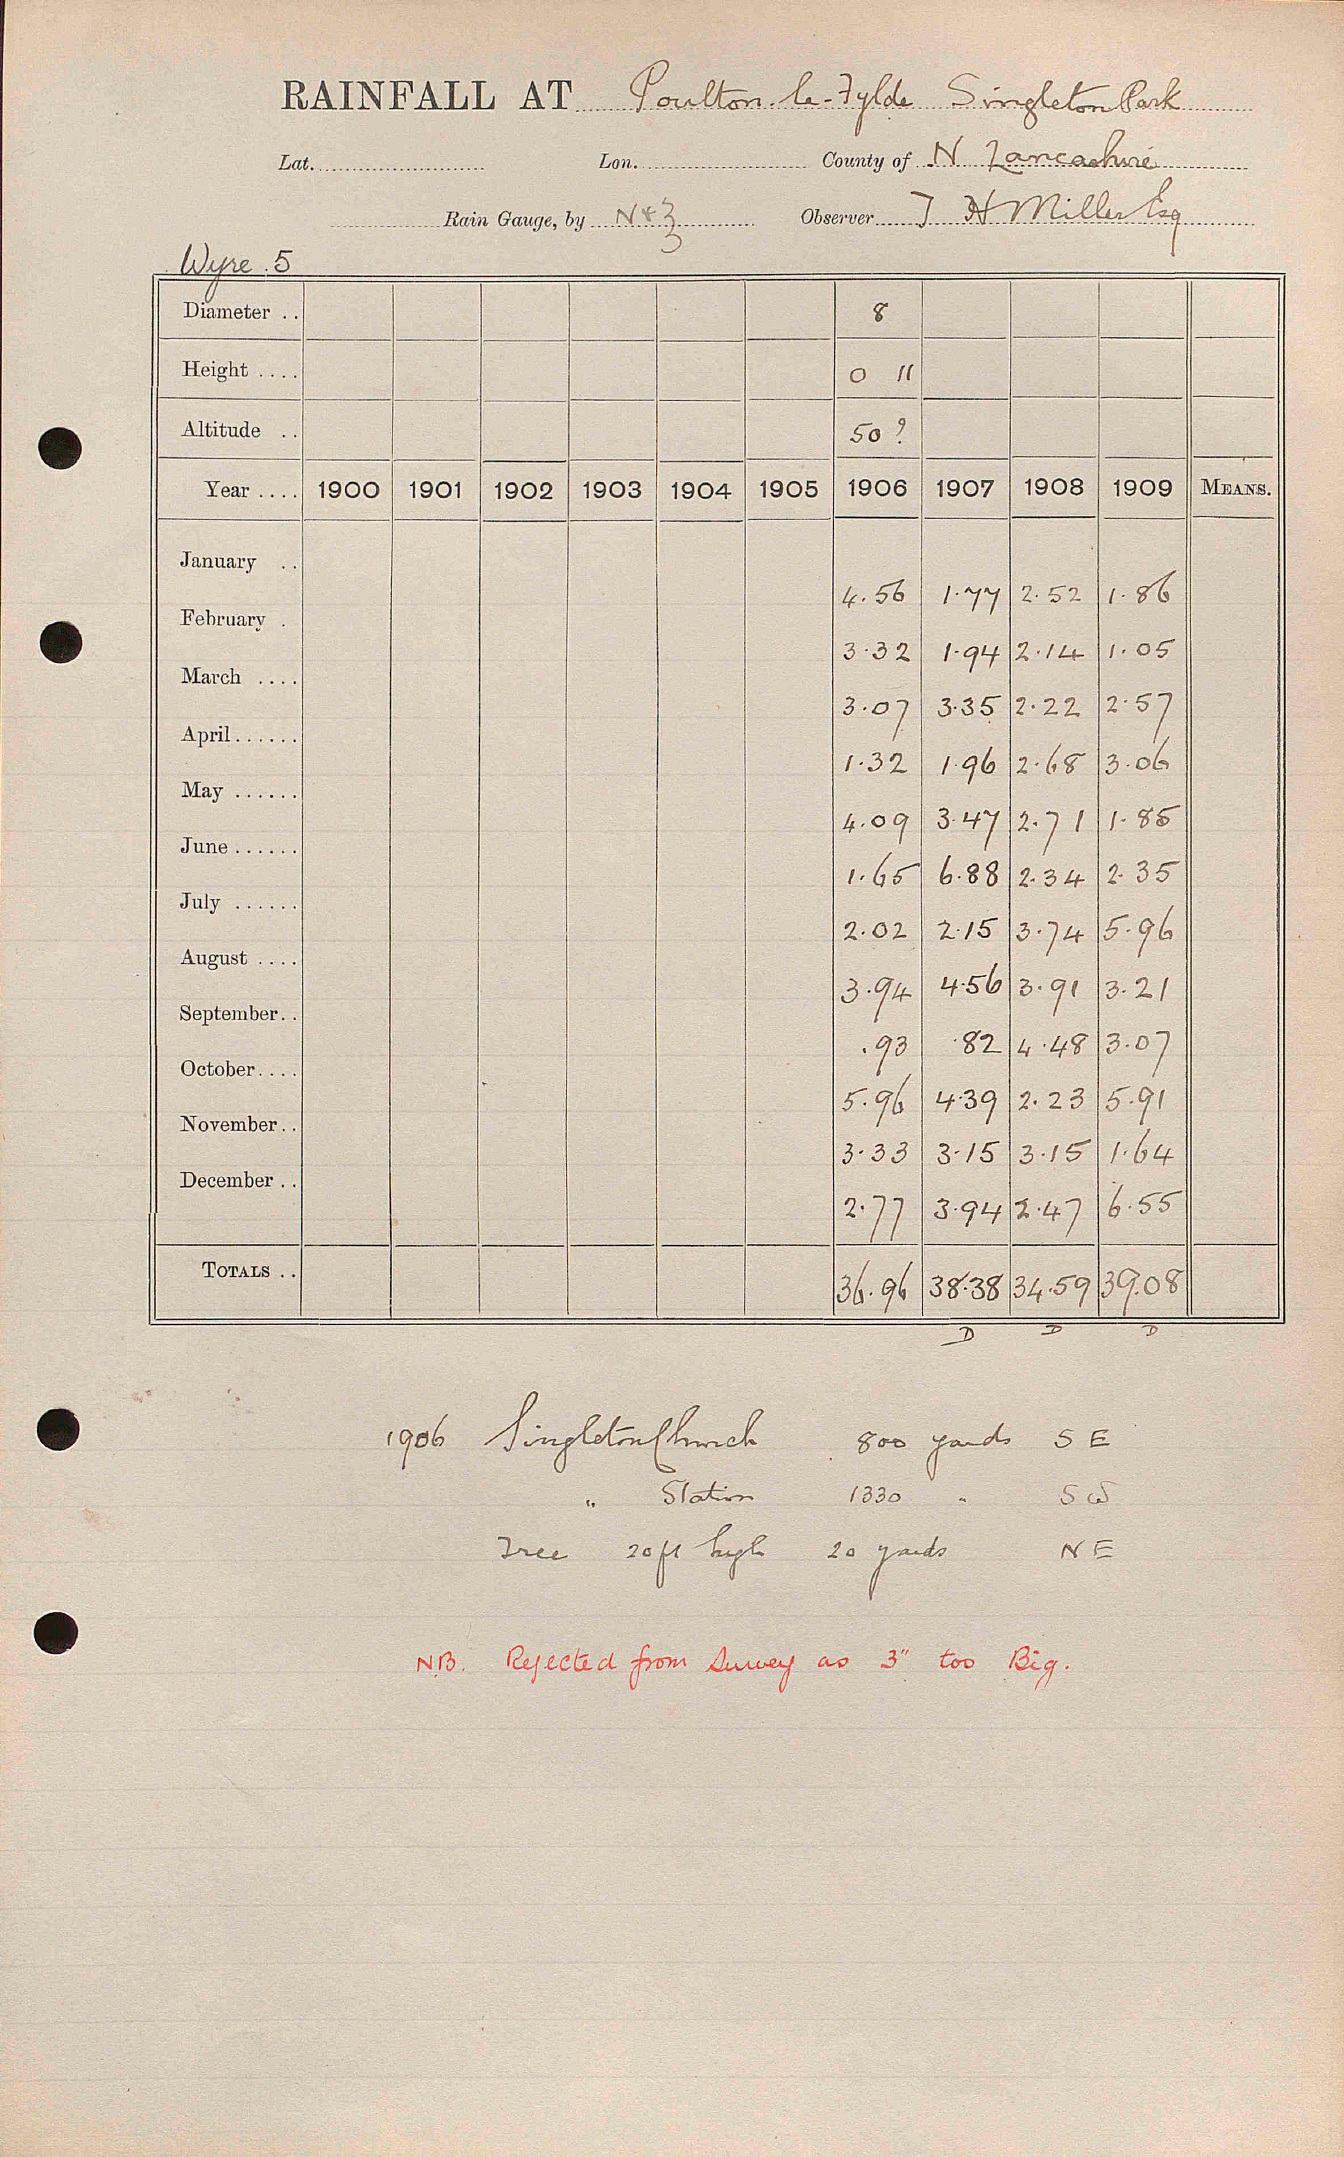 RAINFALL AT Poulton-le-Fylde Singleton Park
Lat. Lon. County of N Lancashire
Rain Gauge, by N & Z Observer T H Miller Esq
Wyre 5
Diameter .. 8
Height .... 0 11
Altitude .. 50 ?
Year .... 1900 1901 1902 1903 1904 1905 1906 1907 1908 1909 MEANS.
January .. 4.56 1.77 2.52 1.86
February . 3.32 1.94 2.14 1.05
March .... 3.07 3.35 2.22 2.57
April...... 1.32 1.96 2.68 3.06
May ...... 4.09 3.47 2.71 1.85
June ...... 1.65 6.88 2.34 2.35
July ...... 2.02 2.15 3.74 5.96
August .... 3.94 4.56 3.91 3.21
September.. .93 .82 4.48 3.07
October.... 5.96 4.39 2.23 5.91
November.. 3.33 3.15 3.15 1.64
December .. 2.77 3.94 2.47 6.55
TOTALS .. 36.96 38.38 34.59 39.08
D D D
1906 Singleton Church 800 yards S E
" Station 1330 " S W
Tree 20 ft high 20 yards N E
NB. Rejected from Survey as 3" too Big.